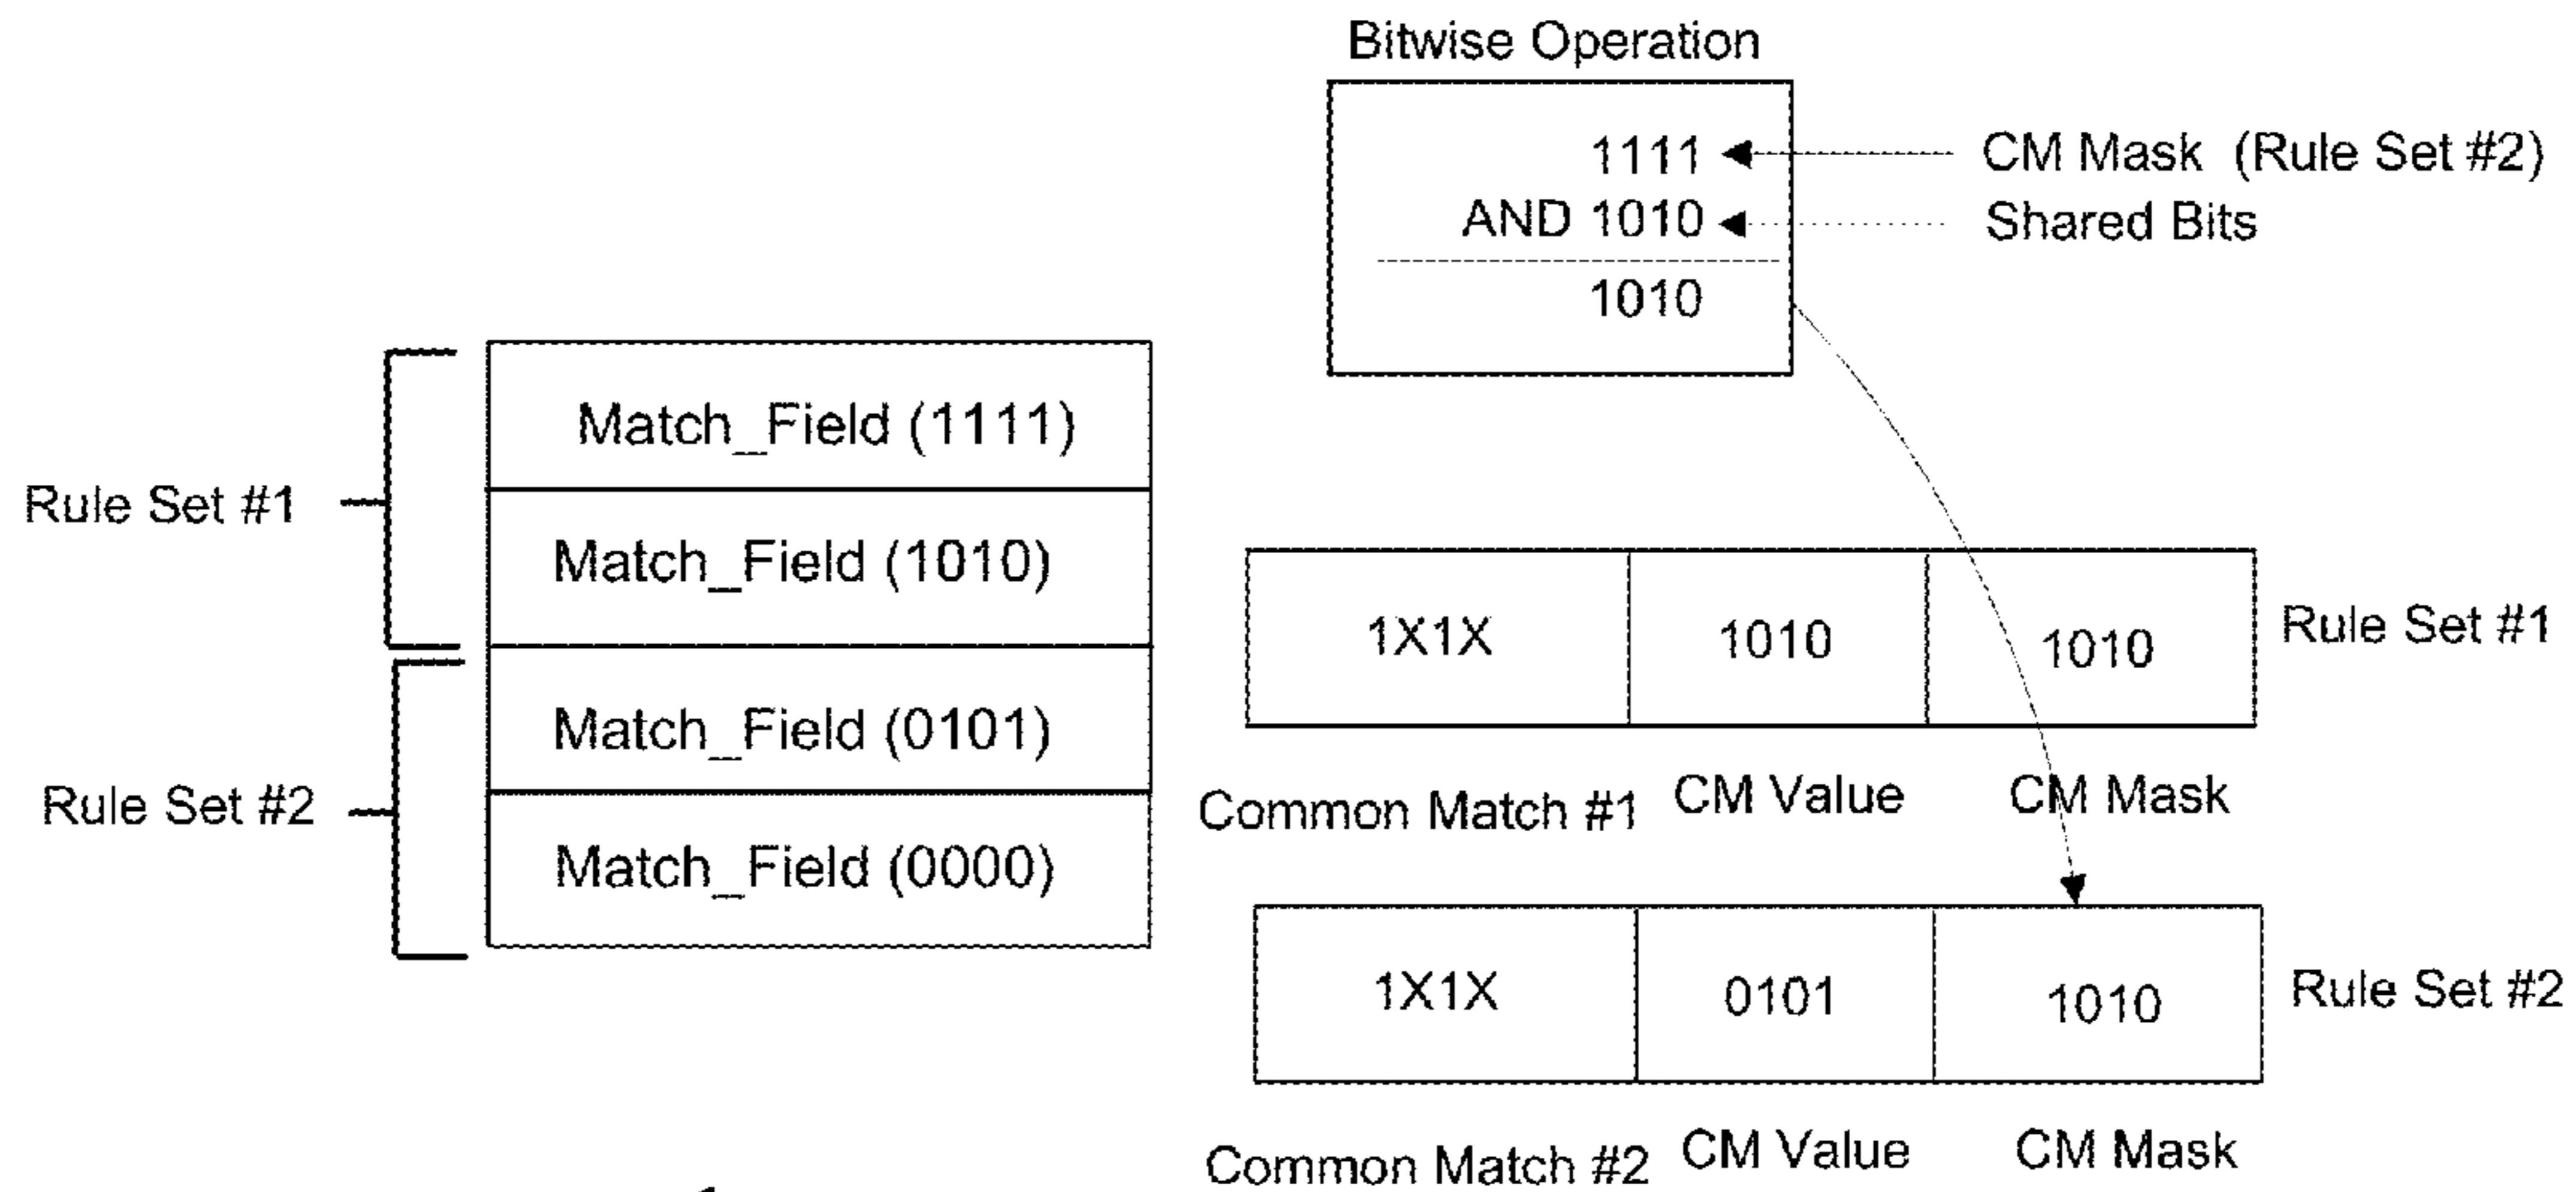 Bitwise Operation
1111
CM Mask (Rule Set #2)
AND 1010
Shared Bits
1010
Rule Set #1
Match_Field (1111)
Match_Field (1010)
Rule Set #2
Match_Field (0101)
Match_Field (0000)
1X1X
1010
1010
Rule Set #1
Common Match #1
CM Value
CM Mask
1X1X
0101
1010
Rule Set #2
Common Match #2
CM Value
CM Mask